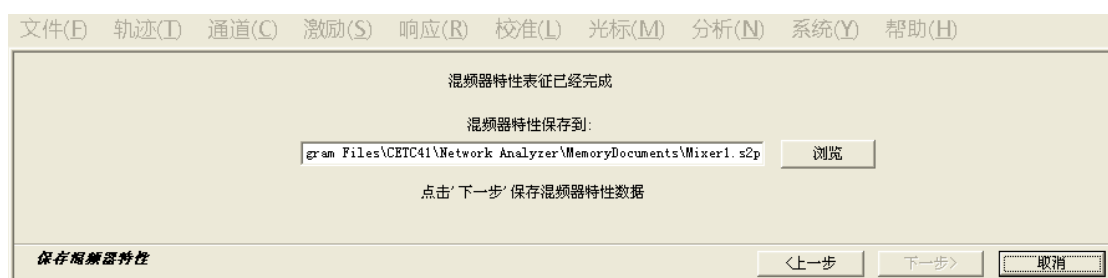 文件(F) 轨迹(T) 通道(C) 激励(S) 响应(R) 校准(L) 光标(M) 分析(N) 系统(Y) 帮助(H)
混频器特性表征已经完成
混频器特性保存到:
gram Files\CETC41\Network Analyzer\MemoryDocuments\Mixer1.s2p 浏览
点击'下一步'保存混频器特性数据
保存混频器特性 <上一步 下一步> 取消